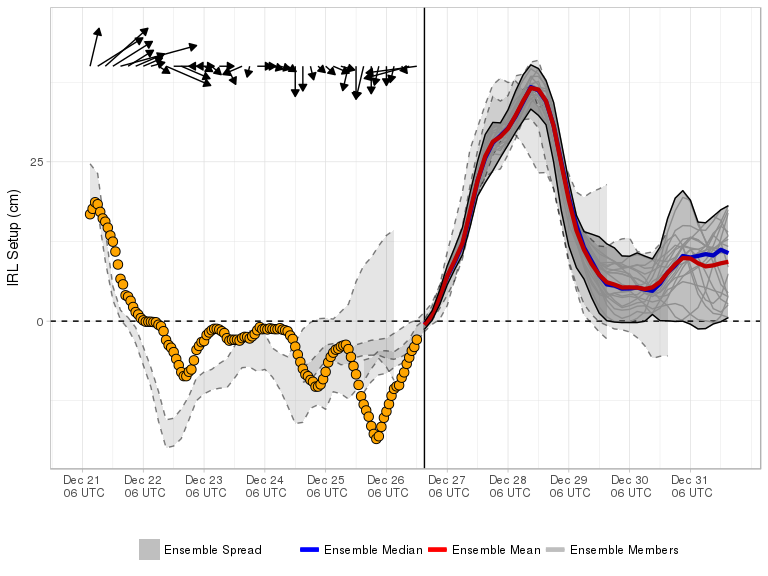 IRL Setup (cm)
25
0
Dec 21 Dec 22 Dec 23 Dec 24 Dec 25 Dec 26 Dec 27 Dec 28 Dec 29 Dec 30 Dec 31
06 UTC 06 UTC 06 UTC 06 UTC 06 UTC 06 UTC 06 UTC 06 UTC 06 UTC 06 UTC 06 UTC
Ensemble Spread Ensemble Median Ensemble Mean Ensemble Members